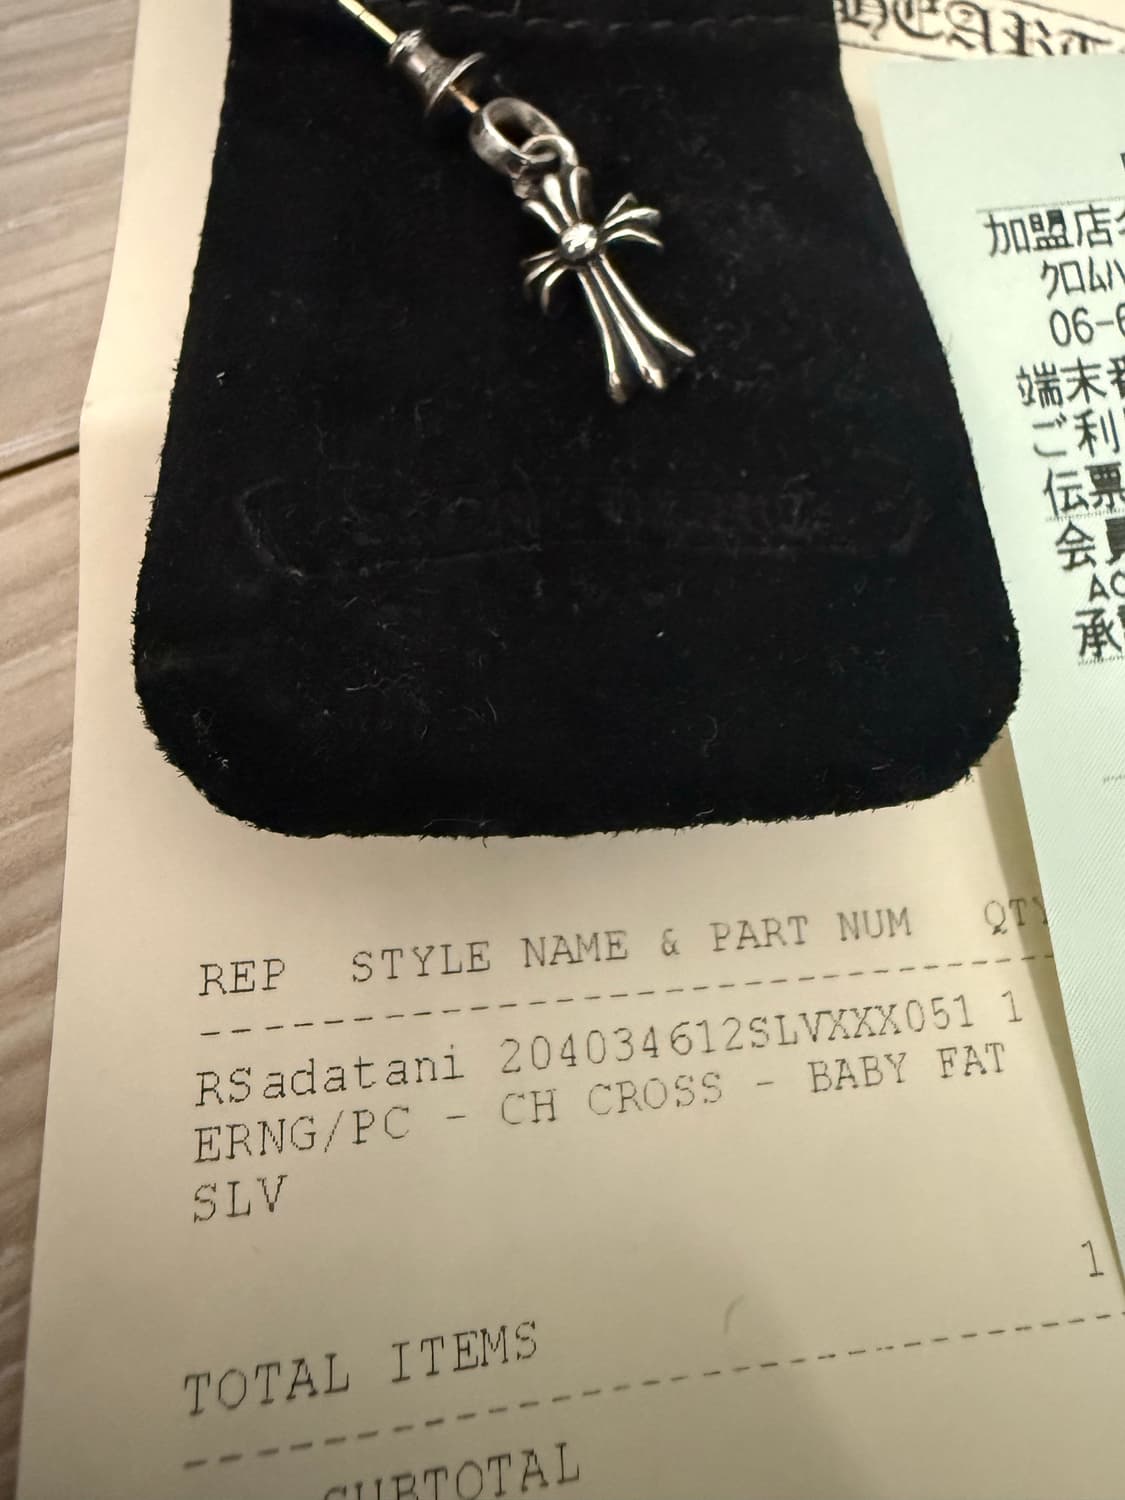 HEART
加盟店
ｸﾛﾑﾊ
06-6
端末番
ご利
伝票
会員
AC
承
REP STYLE NAME & PART NUM QTY
RSadatani 204034612SLVXXX051 1
ERNG/PC - CH CROSS - BABY FAT
SLV
1
TOTAL ITEMS
SUBTOTAL